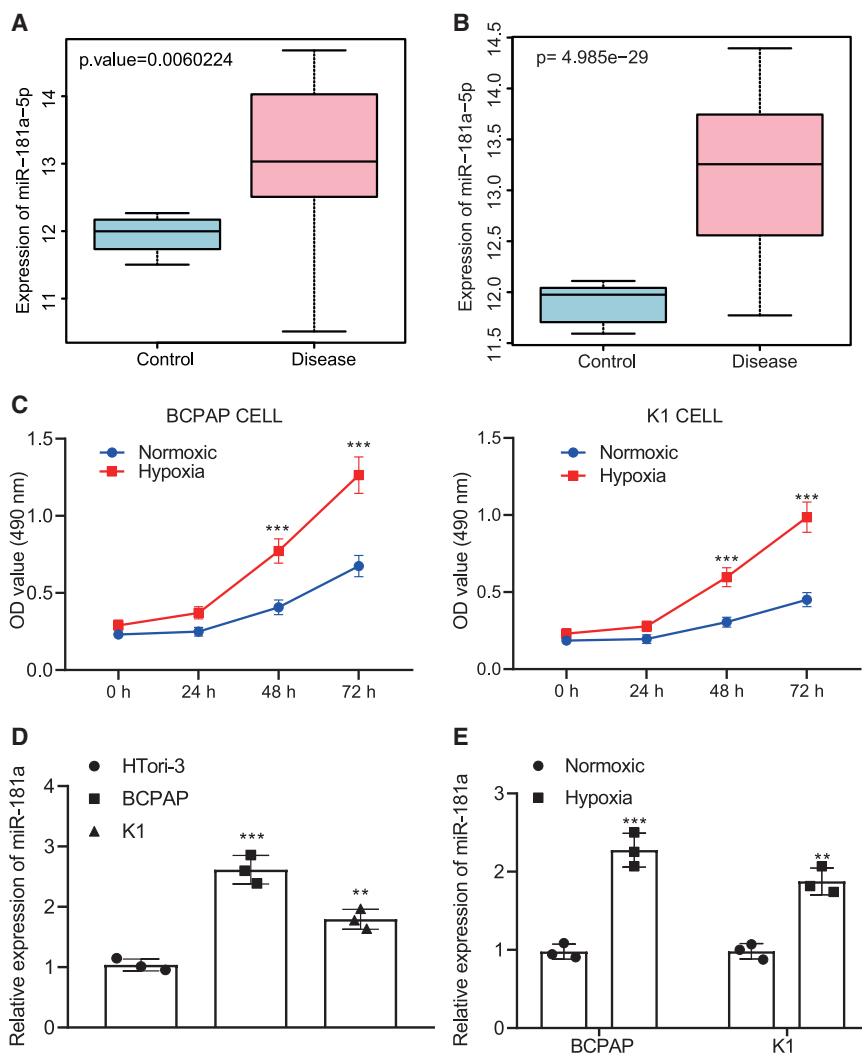 A
p.value=0.0060224
Expression of miR−181a−5p
14
13
12
11
Control
Disease
B
p= 4.985e−29
Expression of miR−181a−5p
14.5
14.0
13.5
13.0
12.5
12.0
11.5
Control
Disease
C
BCPAP CELL
Normoxic
Hypoxia
OD value (490 nm)
1.5
1.0
0.5
0.0
***
***
0 h
24 h
48 h
72 h
K1 CELL
Normoxic
Hypoxia
OD value (490 nm)
1.5
1.0
0.5
0.0
***
***
0 h
24 h
48 h
72 h
D
HTori-3
BCPAP
K1
Relative expression of miR-181a
4
3
2
1
0
***
**
E
Normoxic
Hypoxia
Relative expression of miR-181a
3
2
1
0
***
**
BCPAP
K1